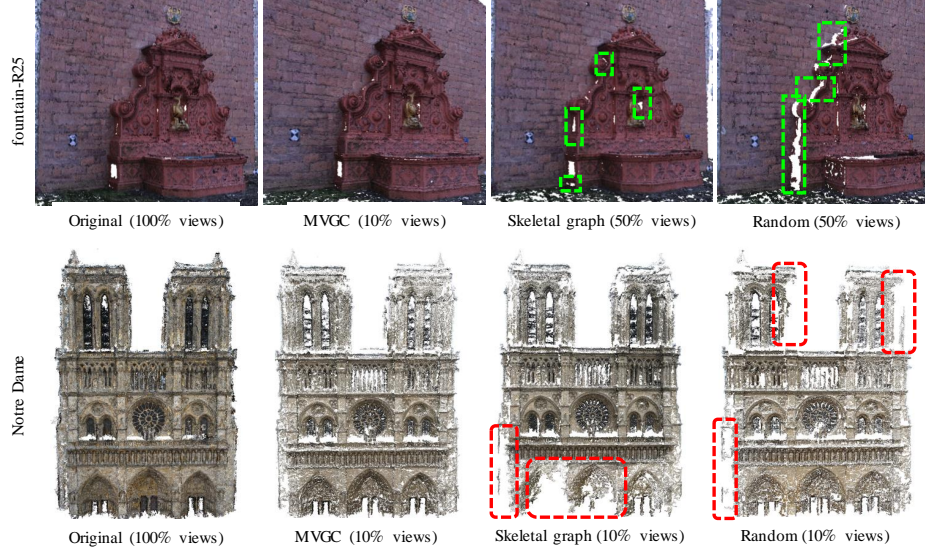 fountain-R25
Original (100% views)
MVGC (10% views)
Skeletal graph (50% views)
Random (50% views)
Notre Dame
Original (100% views)
MVGC (10% views)
Skeletal graph (10% views)
Random (10% views)